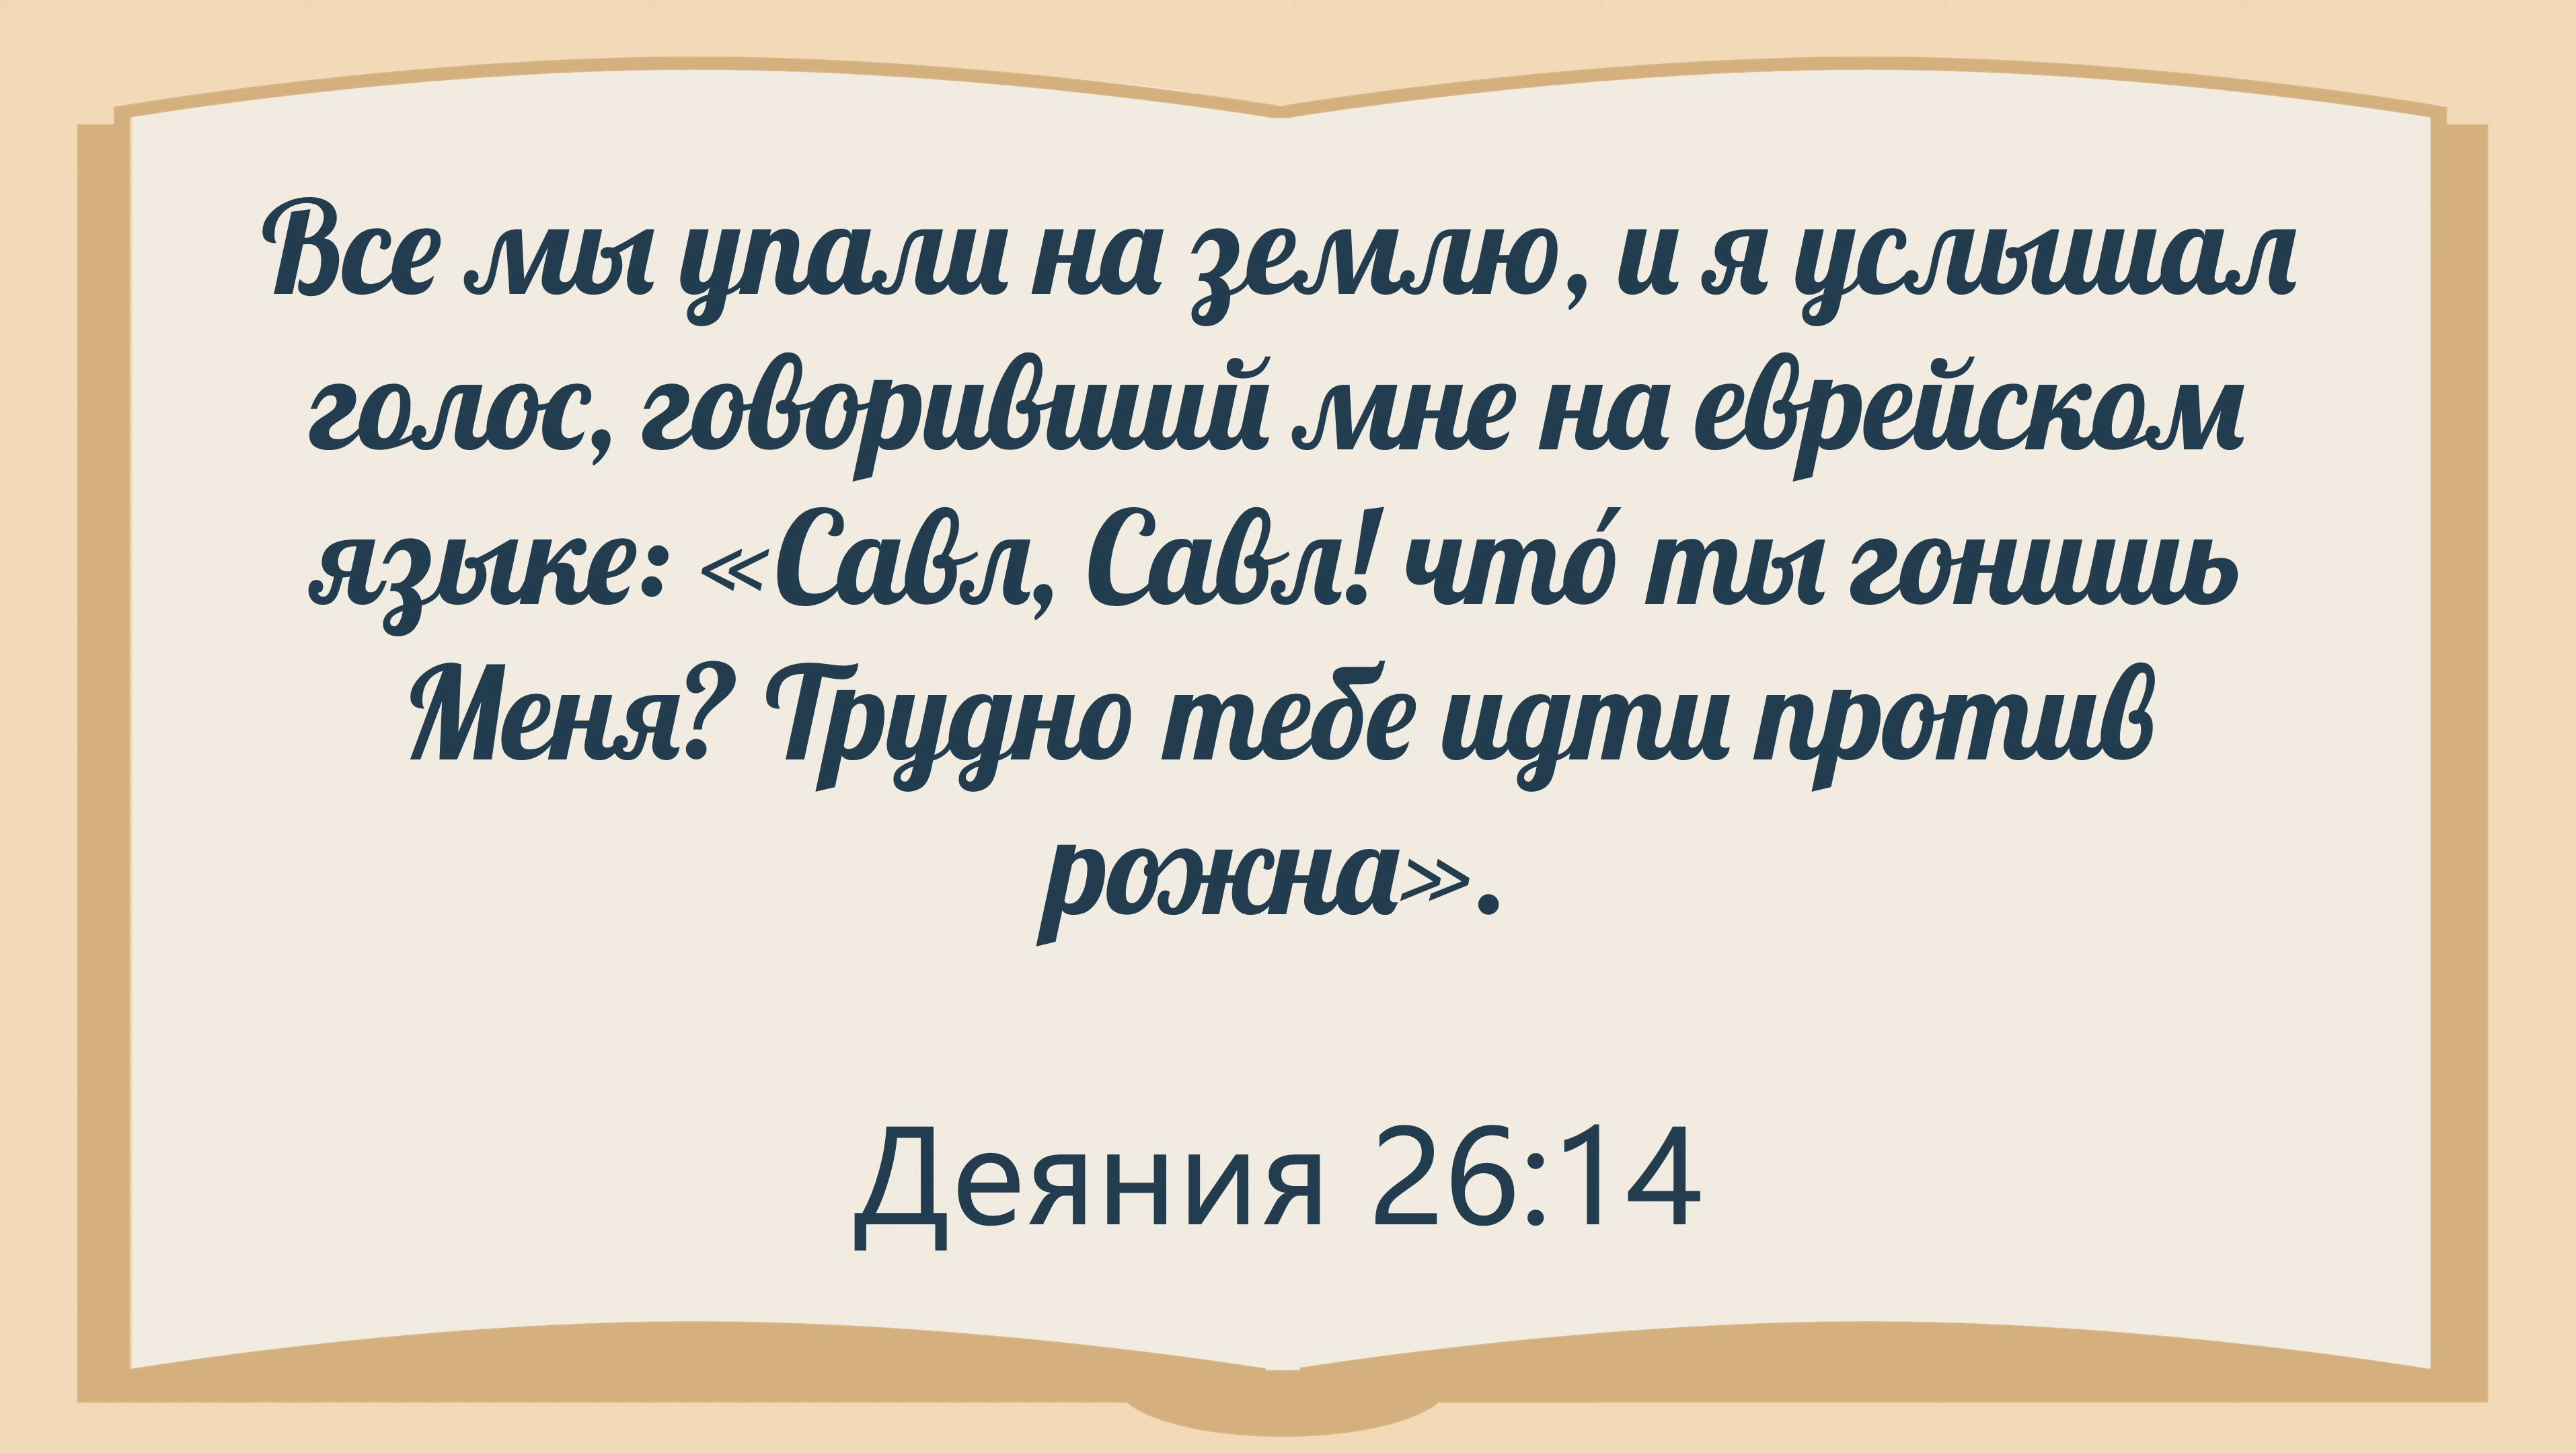 Все мы упали на землю, и я услышал
голос, говоривший мне на еврейском
языке: «Савл, Савл! что́ ты гонишь
Меня? Трудно тебе идти против
рожна».
Деяния 26:14